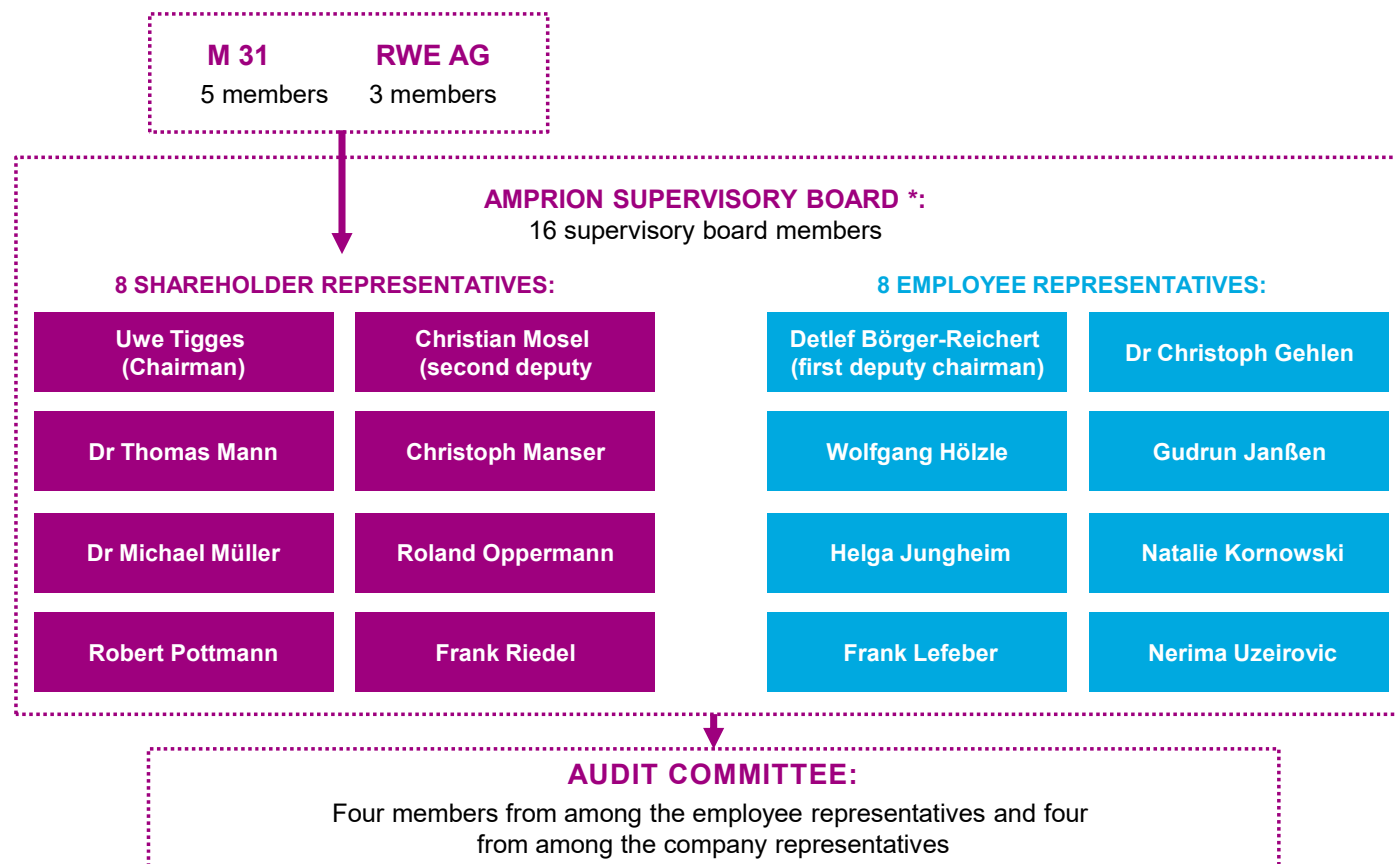 M 31 RWE AG
5 members 3 members
AMPRION SUPERVISORY BOARD *:
16 supervisory board members
8 SHAREHOLDER REPRESENTATIVES:
8 EMPLOYEE REPRESENTATIVES:
Uwe Tigges
(Chairman)
Christian Mosel
(second deputy
Detlef Börger-Reichert
(first deputy chairman)
Dr Christoph Gehlen
Dr Thomas Mann
Christoph Manser
Wolfgang Hölzle
Gudrun Janßen
Dr Michael Müller
Roland Oppermann
Helga Jungheim
Natalie Kornowski
Robert Pottmann
Frank Riedel
Frank Lefeber
Nerima Uzeirovic
AUDIT COMMITTEE:
Four members from among the employee representatives and four
from among the company representatives